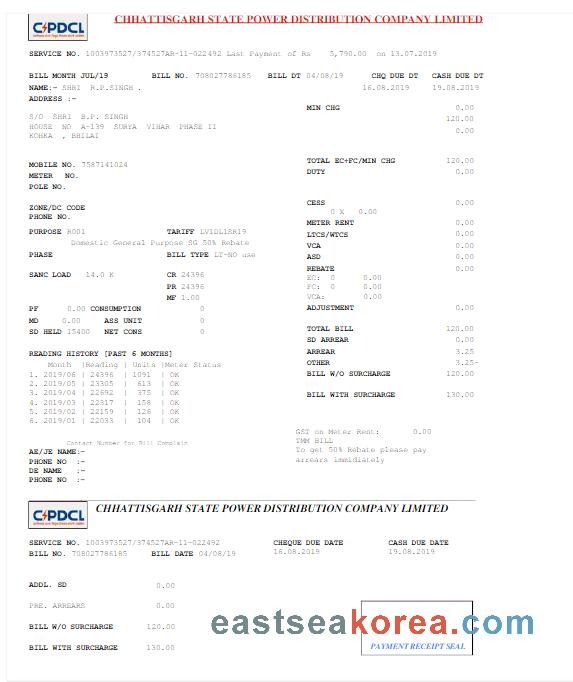 CSPDCL
CHHATTISGARH STATE POWER DISTRIBUTION COMPANY LIMITED
SERVICE NO. 1003973527/374527AR-11-022492 Last Payment of Rs 5,790.00 on 13.07.2019
BILL MONTH JUL/19 BILL NO. 708027786185 BILL DT 04/08/19 CHQ DUE DT CASH DUE DT
NAME:- SHRI R.P.SINGH . 16.08.2019 19.08.2019
ADDRESS :-
MIN CHG 0.00
S/O SHRI B.P. SINGH 120.00
HOUSE NO A-139 SURYA VIHAR PHASE II 0.00
KOHKA , BHILAI
TOTAL EC+FC/MIN CHG 120.00
MOBILE NO. 7587141024
DUTY 0.00
METER NO.
POLE NO.
CESS 0.00
ZONE/DC CODE
0 X 0.00
PHONE NO.
METER RENT 0.00
PURPOSE R001 TARIFF LV1DL1SR19
LTCS/WTCS 0.00
Domestic General Purpose SG 50% Rebate
VCA 0.00
PHASE BILL TYPE LT-NO use
ASD 0.00
REBATE 0.00
SANC LOAD 14.0 K CR 24396
EC: 0 0.00
PR 24396
FC: 0 0.00
MF 1.00
VCA: 0.00
PF 0.00 CONSUMPTION 0
ADJUSTMENT 0.00
MD 0.00 ASS UNIT 0
SD HELD 15400 NET CONS 0
TOTAL BILL 120.00
SD ARREAR 0.00
READING HISTORY [PAST 6 MONTHS]
ARREAR 3.25
Month |Reading | Units |Meter Status
OTHER 3.25-
1. 2019/06 | 24396 | 1091 | OK
BILL W/O SURCHARGE 120.00
2. 2019/05 | 23305 | 613 | OK
3. 2019/04 | 22692 | 375 | OK
BILL WITH SURCHARGE 130.00
4. 2019/03 | 22317 | 158 | OK
5. 2019/02 | 22159 | 126 | OK
6. 2019/01 | 22033 | 104 | OK
GST on Meter Rent: 0.00
TMM BILL
Contact Number for Bill Complain
To get 50% Rebate please pay
AE/JE NAME:-
arrears immidiately
PHONE NO :-
DE NAME :-
PHONE NO :-
CSPDCL
CHHATTISGARH STATE POWER DISTRIBUTION COMPANY LIMITED
SERVICE NO. 1003973527/374527AR-11-022492 CHEQUE DUE DATE CASH DUE DATE
BILL NO. 708027786185 BILL DATE 04/08/19 16.08.2019 19.08.2019
ADDL. SD 0.00
PRE. ARREARS 0.00
eastseakorea.com
BILL W/O SURCHARGE 120.00
BILL WITH SURCHARGE 130.00
PAYMENT RECEIPT SEAL